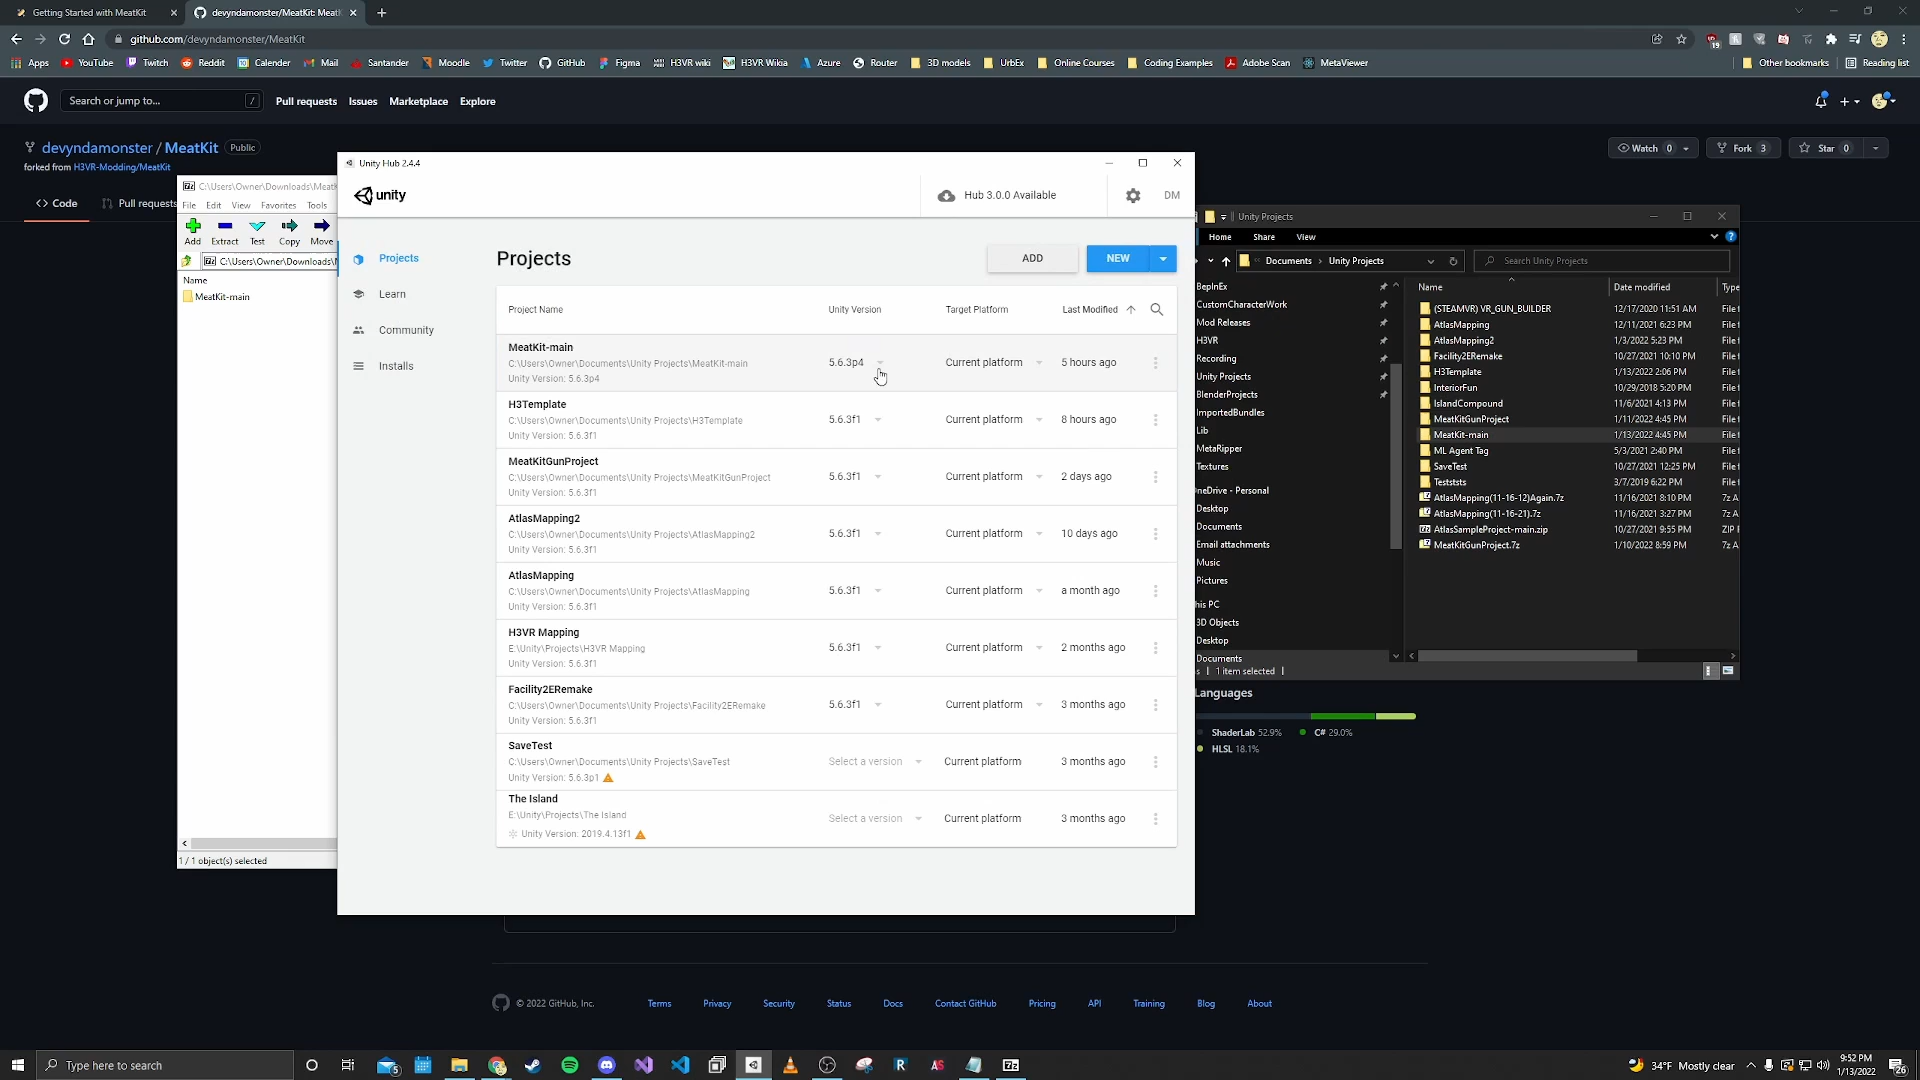 Getting Started with MeatKit
devyndamonster/MeatKit: MeatK
github.com/devyndamonster/MeatKit
Apps
YouTube
Twitch
Reddit
Calender
Mail
Santander
Moodle
Twitter
GitHub
Figma
H3VR wiki
H3VR Wikia
Azure
Router
3D models
UrbEx
Online Courses
Coding Examples
Adobe Scan
MetaViewer
Other bookmarks
Reading list
Search or jump to...
/
Pull requests
Issues
Marketplace
Explore
devyndamonster / MeatKit
Public
forked from H3VR-Modding/MeatKit
Watch 0
Fork 3
Star 0
Code
Pull requests
C:\Users\Owner\Downloads\MeatK
File Edit View Favorites Tools
Add Extract Test Copy Move
C:\Users\Owner\Downloads\M
Name
MeatKit-main
1 / 1 object(s) selected
Unity Hub 2.4.4
unity
Hub 3.0.0 Available
DM
Projects
Learn
Community
Installs
Projects
ADD
NEW
Project Name
Unity Version
Target Platform
Last Modified
MeatKit-main
C:\Users\Owner\Documents\Unity Projects\MeatKit-main
Unity Version: 5.6.3p4
5.6.3p4
Current platform
5 hours ago
H3Template
C:\Users\Owner\Documents\Unity Projects\H3Template
Unity Version: 5.6.3f1
5.6.3f1
Current platform
8 hours ago
MeatKitGunProject
C:\Users\Owner\Documents\Unity Projects\MeatKitGunProject
Unity Version: 5.6.3f1
5.6.3f1
Current platform
2 days ago
AtlasMapping2
C:\Users\Owner\Documents\Unity Projects\AtlasMapping2
Unity Version: 5.6.3f1
5.6.3f1
Current platform
10 days ago
AtlasMapping
C:\Users\Owner\Documents\Unity Projects\AtlasMapping
Unity Version: 5.6.3f1
5.6.3f1
Current platform
a month ago
H3VR Mapping
E:\Unity\Projects\H3VR Mapping
Unity Version: 5.6.3f1
5.6.3f1
Current platform
2 months ago
Facility2ERemake
C:\Users\Owner\Documents\Unity Projects\Facility2ERemake
Unity Version: 5.6.3f1
5.6.3f1
Current platform
3 months ago
SaveTest
C:\Users\Owner\Documents\Unity Projects\SaveTest
Unity Version: 5.6.3p1
Select a version
Current platform
3 months ago
The Island
E:\Unity\Projects\The Island
Unity Version: 2019.4.13f1
Select a version
Current platform
3 months ago
Unity Projects
Home Share View
Documents > Unity Projects
Search Unity Projects
BepInEx
CustomCharacterWork
Mod Releases
H3VR
Recording
Unity Projects
BlenderProjects
ImportedBundles
Lib
MetaRipper
Textures
OneDrive - Personal
Desktop
Documents
Email attachments
Music
Pictures
his PC
3D Objects
Desktop
Documents
Name Date modified Type
(STEAMVR) VR_GUN_BUILDER 12/17/2020 11:51 AM File f
AtlasMapping 12/11/2021 6:23 PM File f
AtlasMapping2 1/3/2022 5:23 PM File f
Facility2ERemake 10/27/2021 10:10 PM File f
H3Template 1/13/2022 2:06 PM File f
InteriorFun 10/29/2018 5:20 PM File f
IslandCompound 11/6/2021 4:13 PM File f
MeatKitGunProject 1/11/2022 4:43 PM File f
MeatKit-main 1/13/2022 4:45 PM File f
ML Agent Tag 5/3/2021 2:40 PM File f
SaveTest 10/27/2021 12:25 PM File f
Testststs 3/7/2019 6:22 PM File f
AtlasMapping(11-16-12)Again.7z 11/16/2021 8:10 PM 7z A
AtlasMapping(11-16-21).7z 11/16/2021 3:27 PM 7z A
AtlasSampleProject-main.zip 10/27/2021 9:55 PM ZIP F
MeatKitGunProject.7z 1/10/2022 8:59 PM 7z A
s | 1 item selected |
Languages
ShaderLab 52.9%
C# 29.0%
HLSL 18.1%
© 2022 GitHub, Inc.
Terms
Privacy
Security
Status
Docs
Contact GitHub
Pricing
API
Training
Blog
About
Type here to search
34°F Mostly clear
9:52 PM
1/13/2022